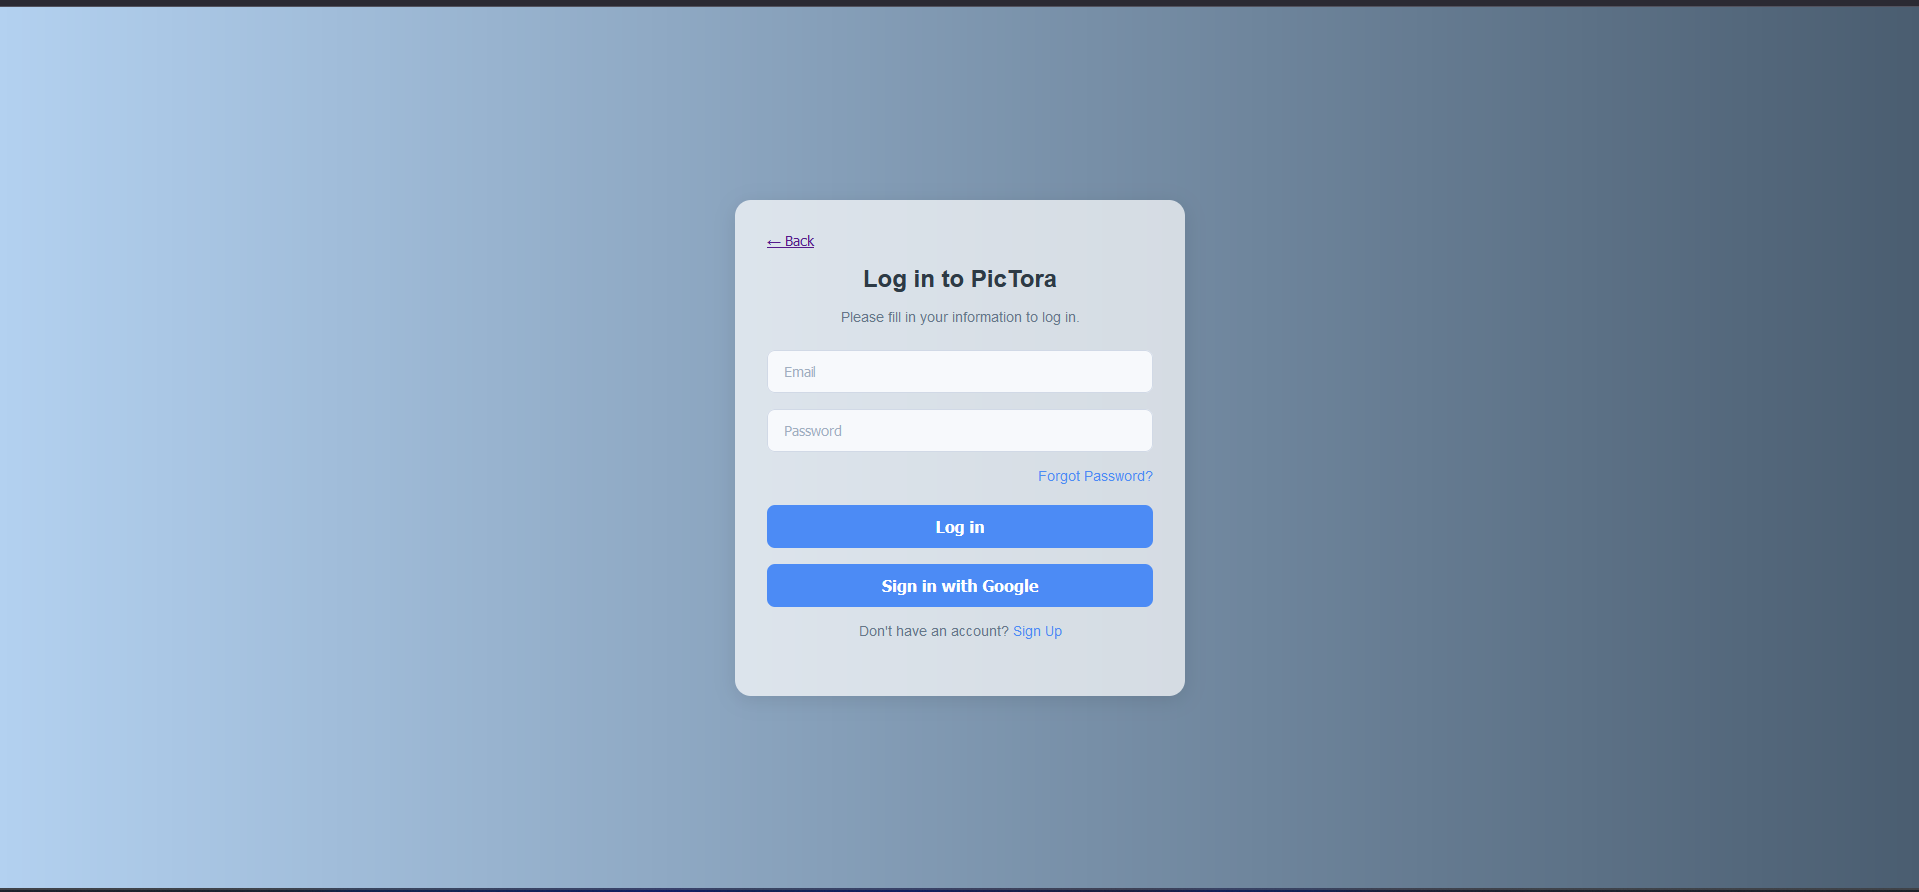 ← Back
Log in to PicTora
Please fill in your information to log in.
Email
Password
Forgot Password?
Log in
Sign in with Google
Don't have an account? Sign Up